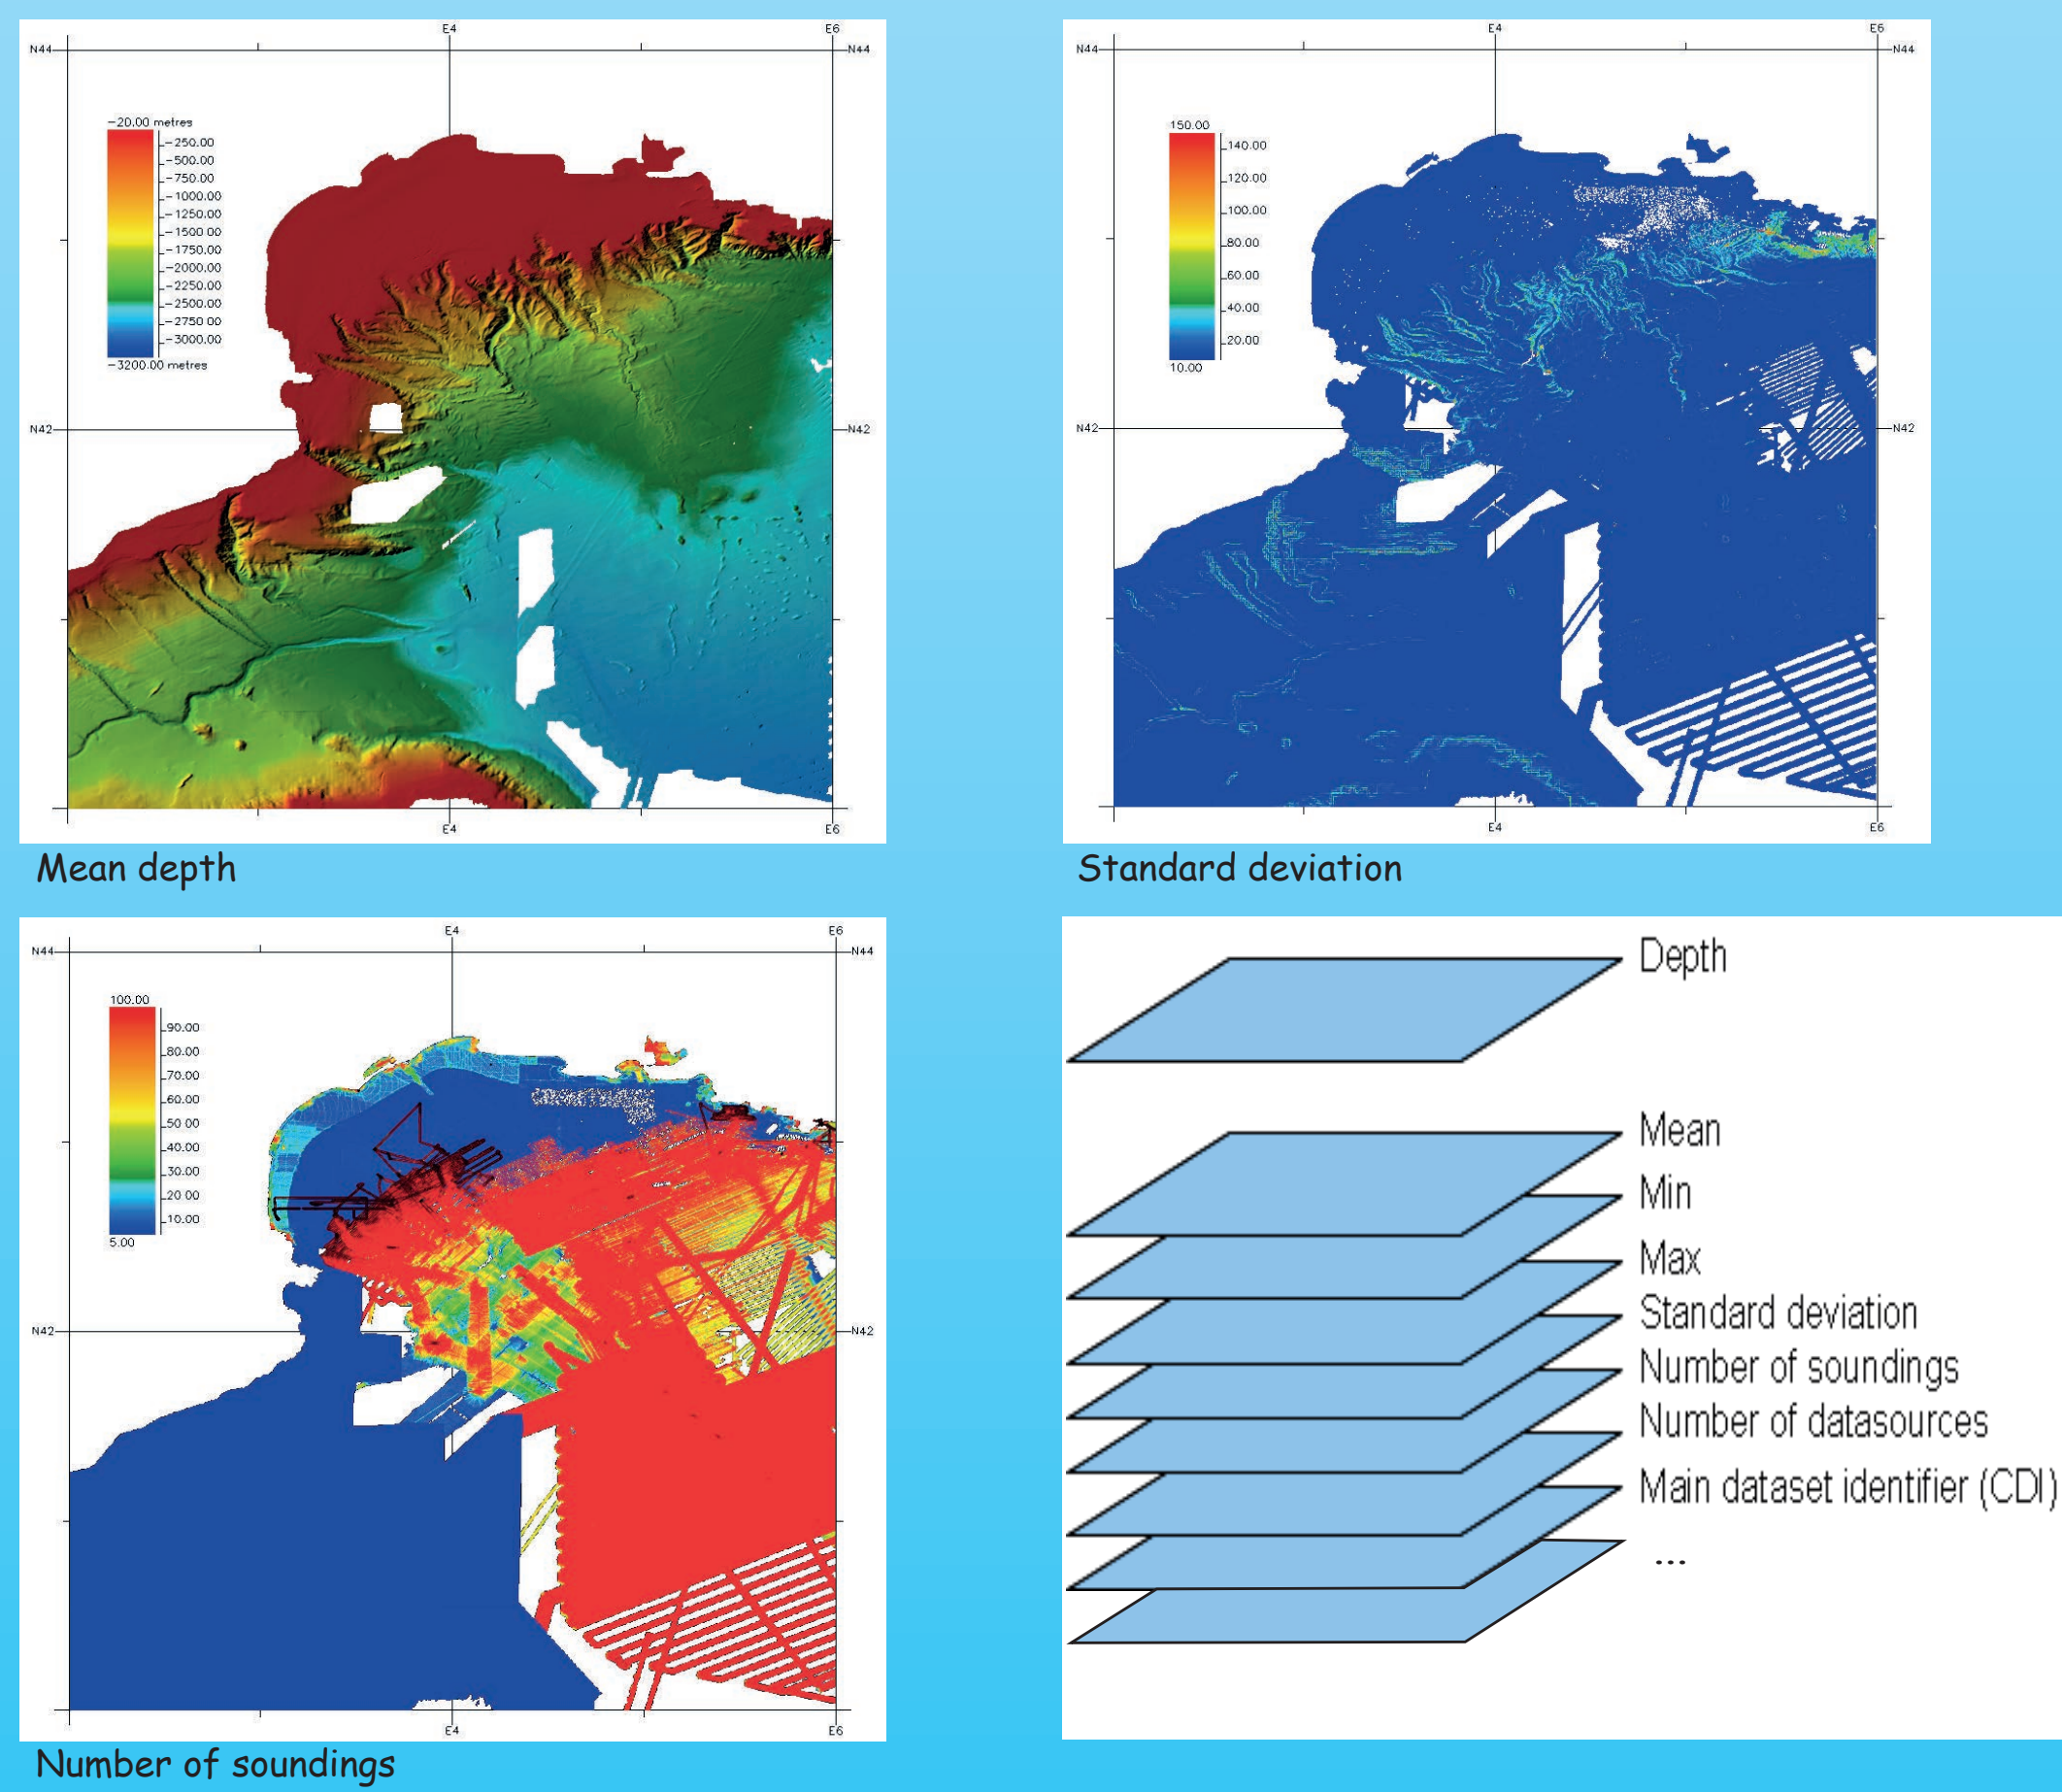 E4 E6
N44 N44
-20.00 metres
-250.00
-500.00
-750.00
-1000.00
-1250.00
-1500 00
-1750.00
-2000.00
-2250.00
-2500.00
-2750 00
-3000.00
-3200.00 metres
N42 N42
E4 E6
Mean depth
E4 E6
N44 N44
150.00
140.00
120.00
100.00
80.00
60.00
40.00
20.00
10.00
N42 N42
E4 E6
Standard deviation
E4 E6
N44 N44
100.00
90.00
80.00
70.00
60.00
50 00
40.00
30.00
20 00
10.00
5.00
N42 N42
E4 E6
Number of soundings
Depth
Mean
Min
Max
Standard deviation
Number of soundings
Number of datasources
Main dataset identifier (CDI)
...